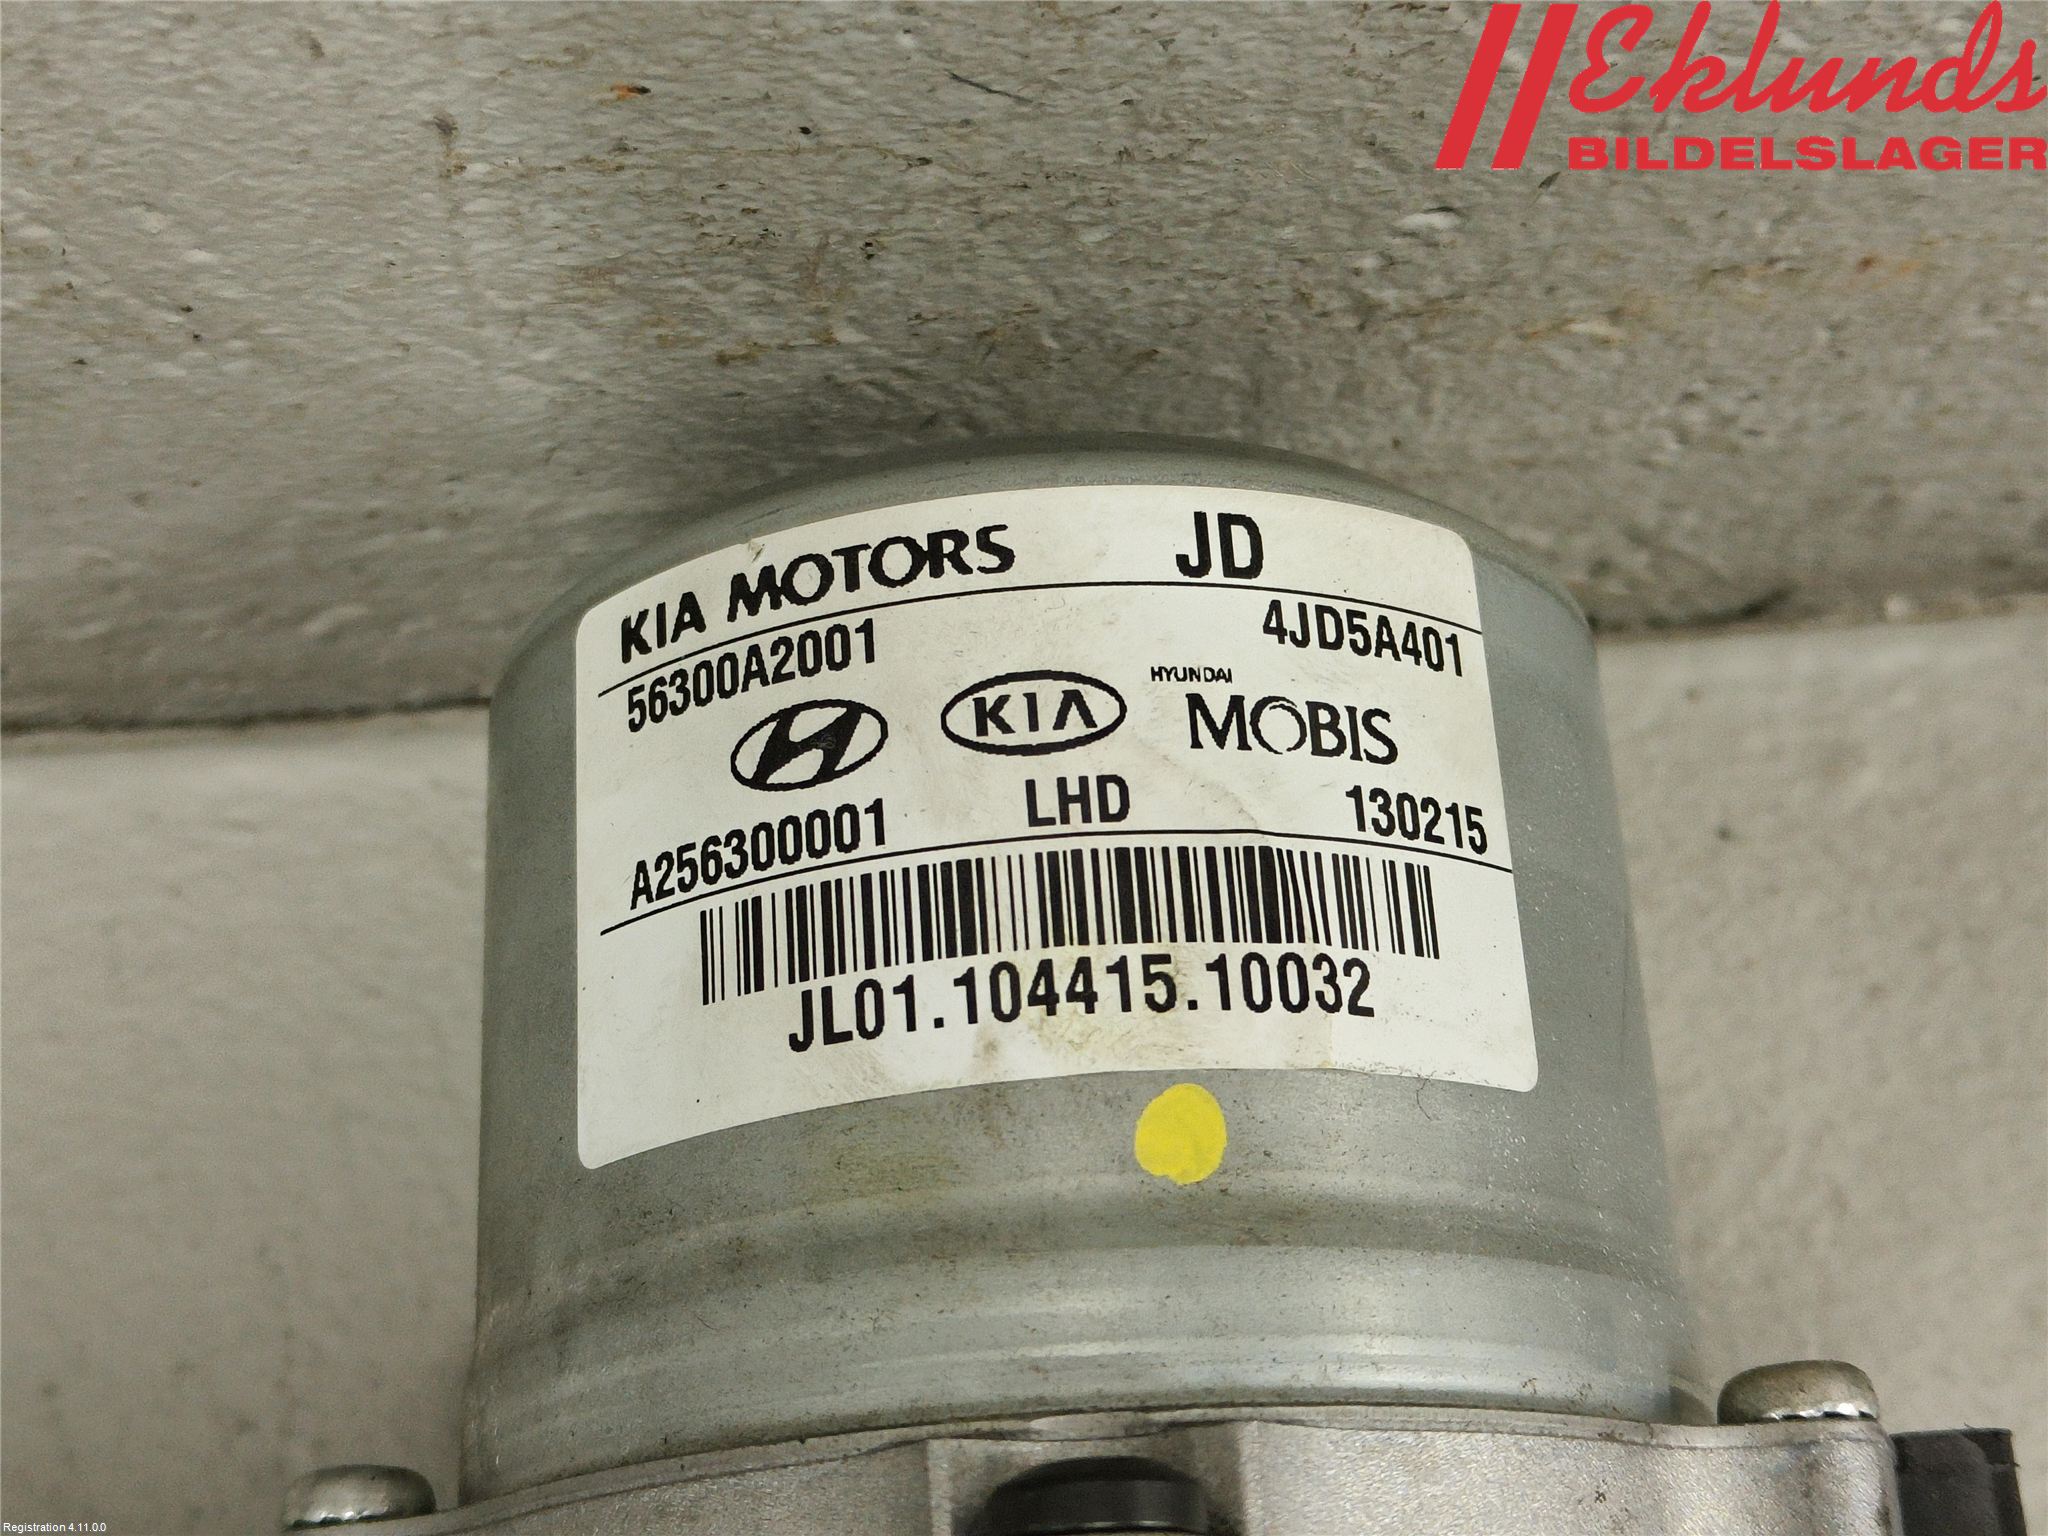 Eklunds
BILDELSLAGER
KIA MOTORS JD
56300A2001 4JD5A401
KIA HYUNDAI MOBIS
A256300001 LHD 130215
JL01.104415.10032
Registration 4.11.0.0